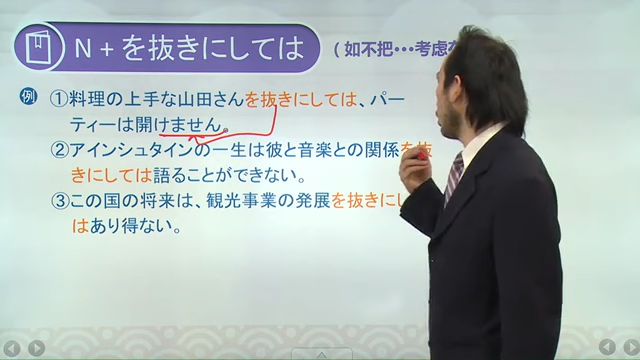 N + を抜きにしては
(如不把・・・考虑
例
①料理の上手な山田さんを抜きにしては、パー
ティーは開けません。
②アインシュタインの一生は彼と音楽との関係を抜
きにしては語ることができない。
③この国の将来は、観光事業の発展を抜きにし
はあり得ない。